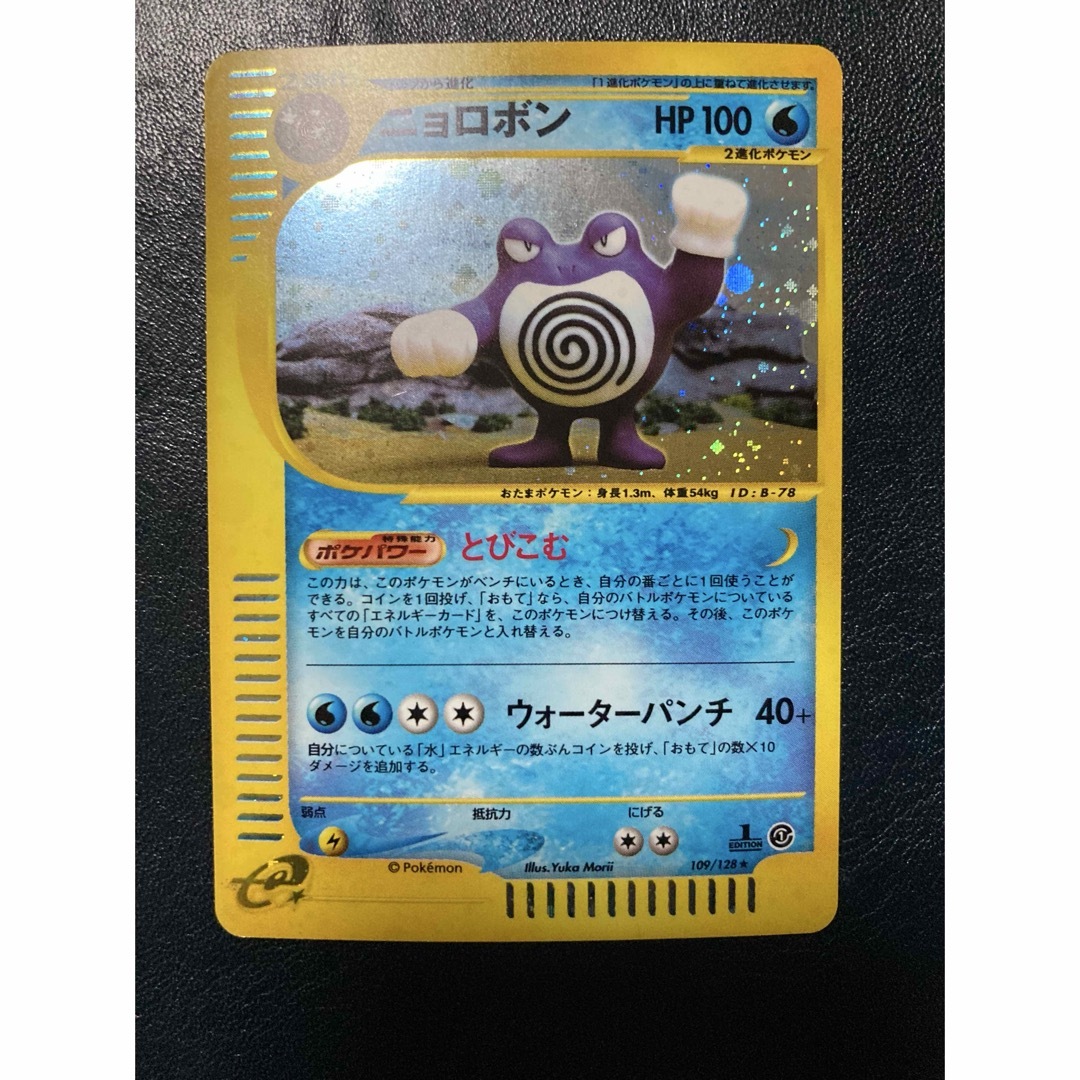 から進化
「1進化ポケモン」の上に重ねて進化させます。
ニョロボン HP 100
2進化ポケモン
おたまポケモン：身長1.3m、体重54kg ID：B-78
特殊能力
ポケパワー とびこむ
この力は、このポケモンがベンチにいるとき、自分の番ごとに1回使うことが
できる。コインを1回投げ、「おもて」なら、自分のバトルポケモンについている
すべての「エネルギーカード」を、このポケモンにつけ替える。その後、このポケ
モンを自分のバトルポケモンと入れ替える。
ウォーターパンチ 40+
自分についている「水」エネルギーの数ぶんコインを投げ、「おもて」の数×10
ダメージを追加する。
弱点 抵抗力 にげる
1
EDITION
© Pokémon Illus. Yuka Morii 109/128★
e